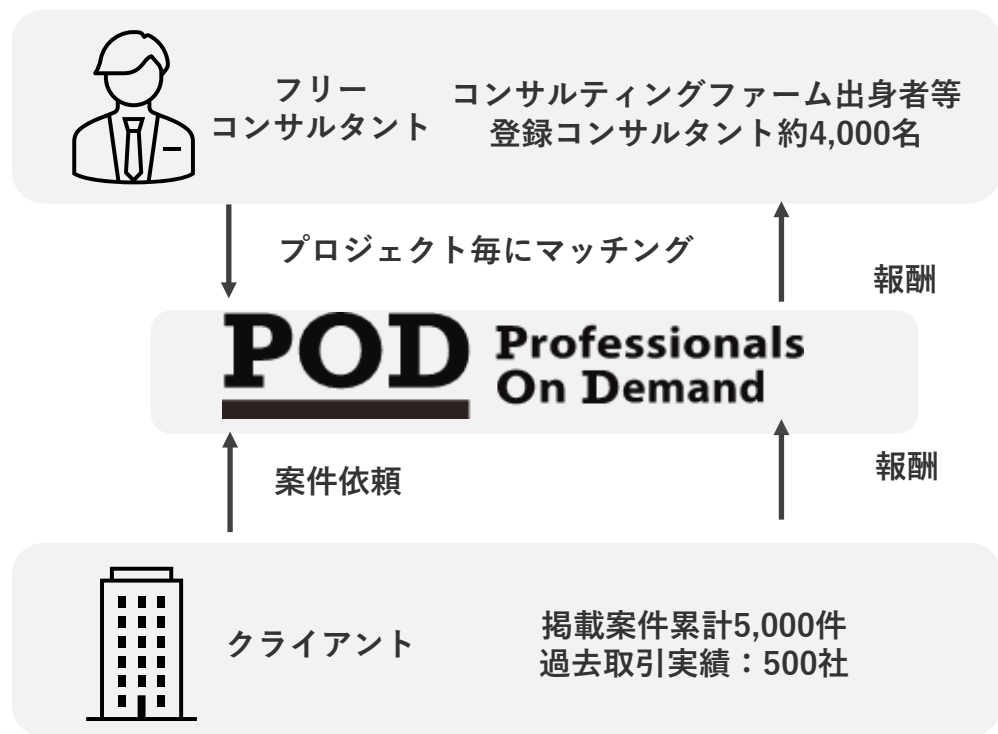 フリー
コンサルタント
コンサルティングファーム出身者等
登録コンサルタント約4,000名
プロジェクト毎にマッチング
報酬
POD
Professionals
On Demand
案件依頼
報酬
クライアント
掲載案件累計5,000件
過去取引実績：500社